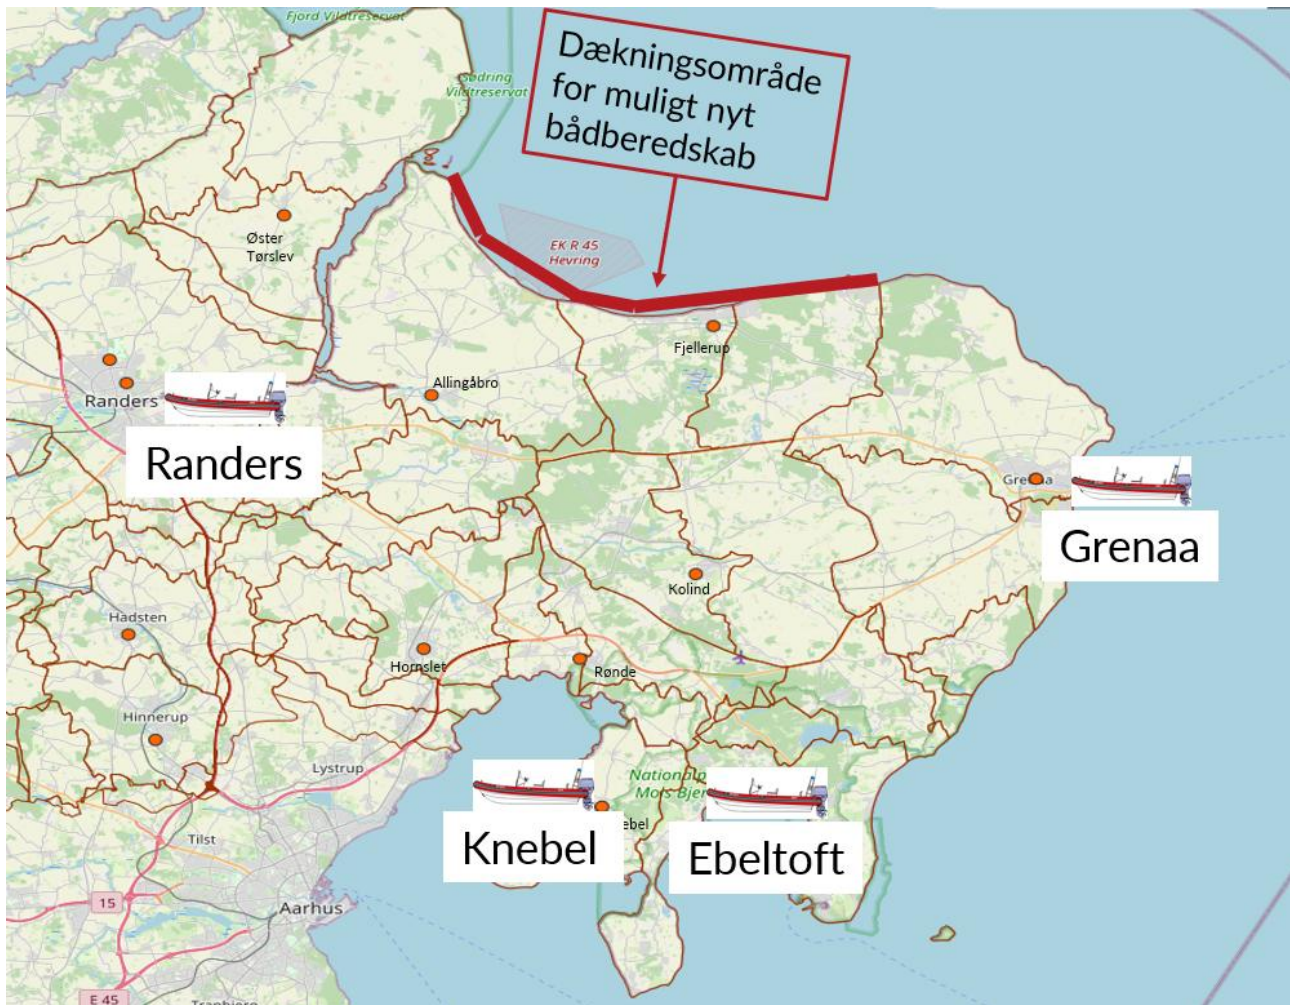 Fjord Vildtreservat
Sødring
Vildtreservat
Dækningsområde
for muligt nyt
bådberedskab
Øster
Tørslev
EK R 45
Hevring
Fjellerup
Allingåbro
Randers
Randers
Grenaa
Grenaa
Kolind
Hadsten
Hornslet
Rønde
Hinnerup
Lystrup
Mols Bjer
Knebel
ebel
Ebeltoft
Tilst
15
Aarhus
E 45